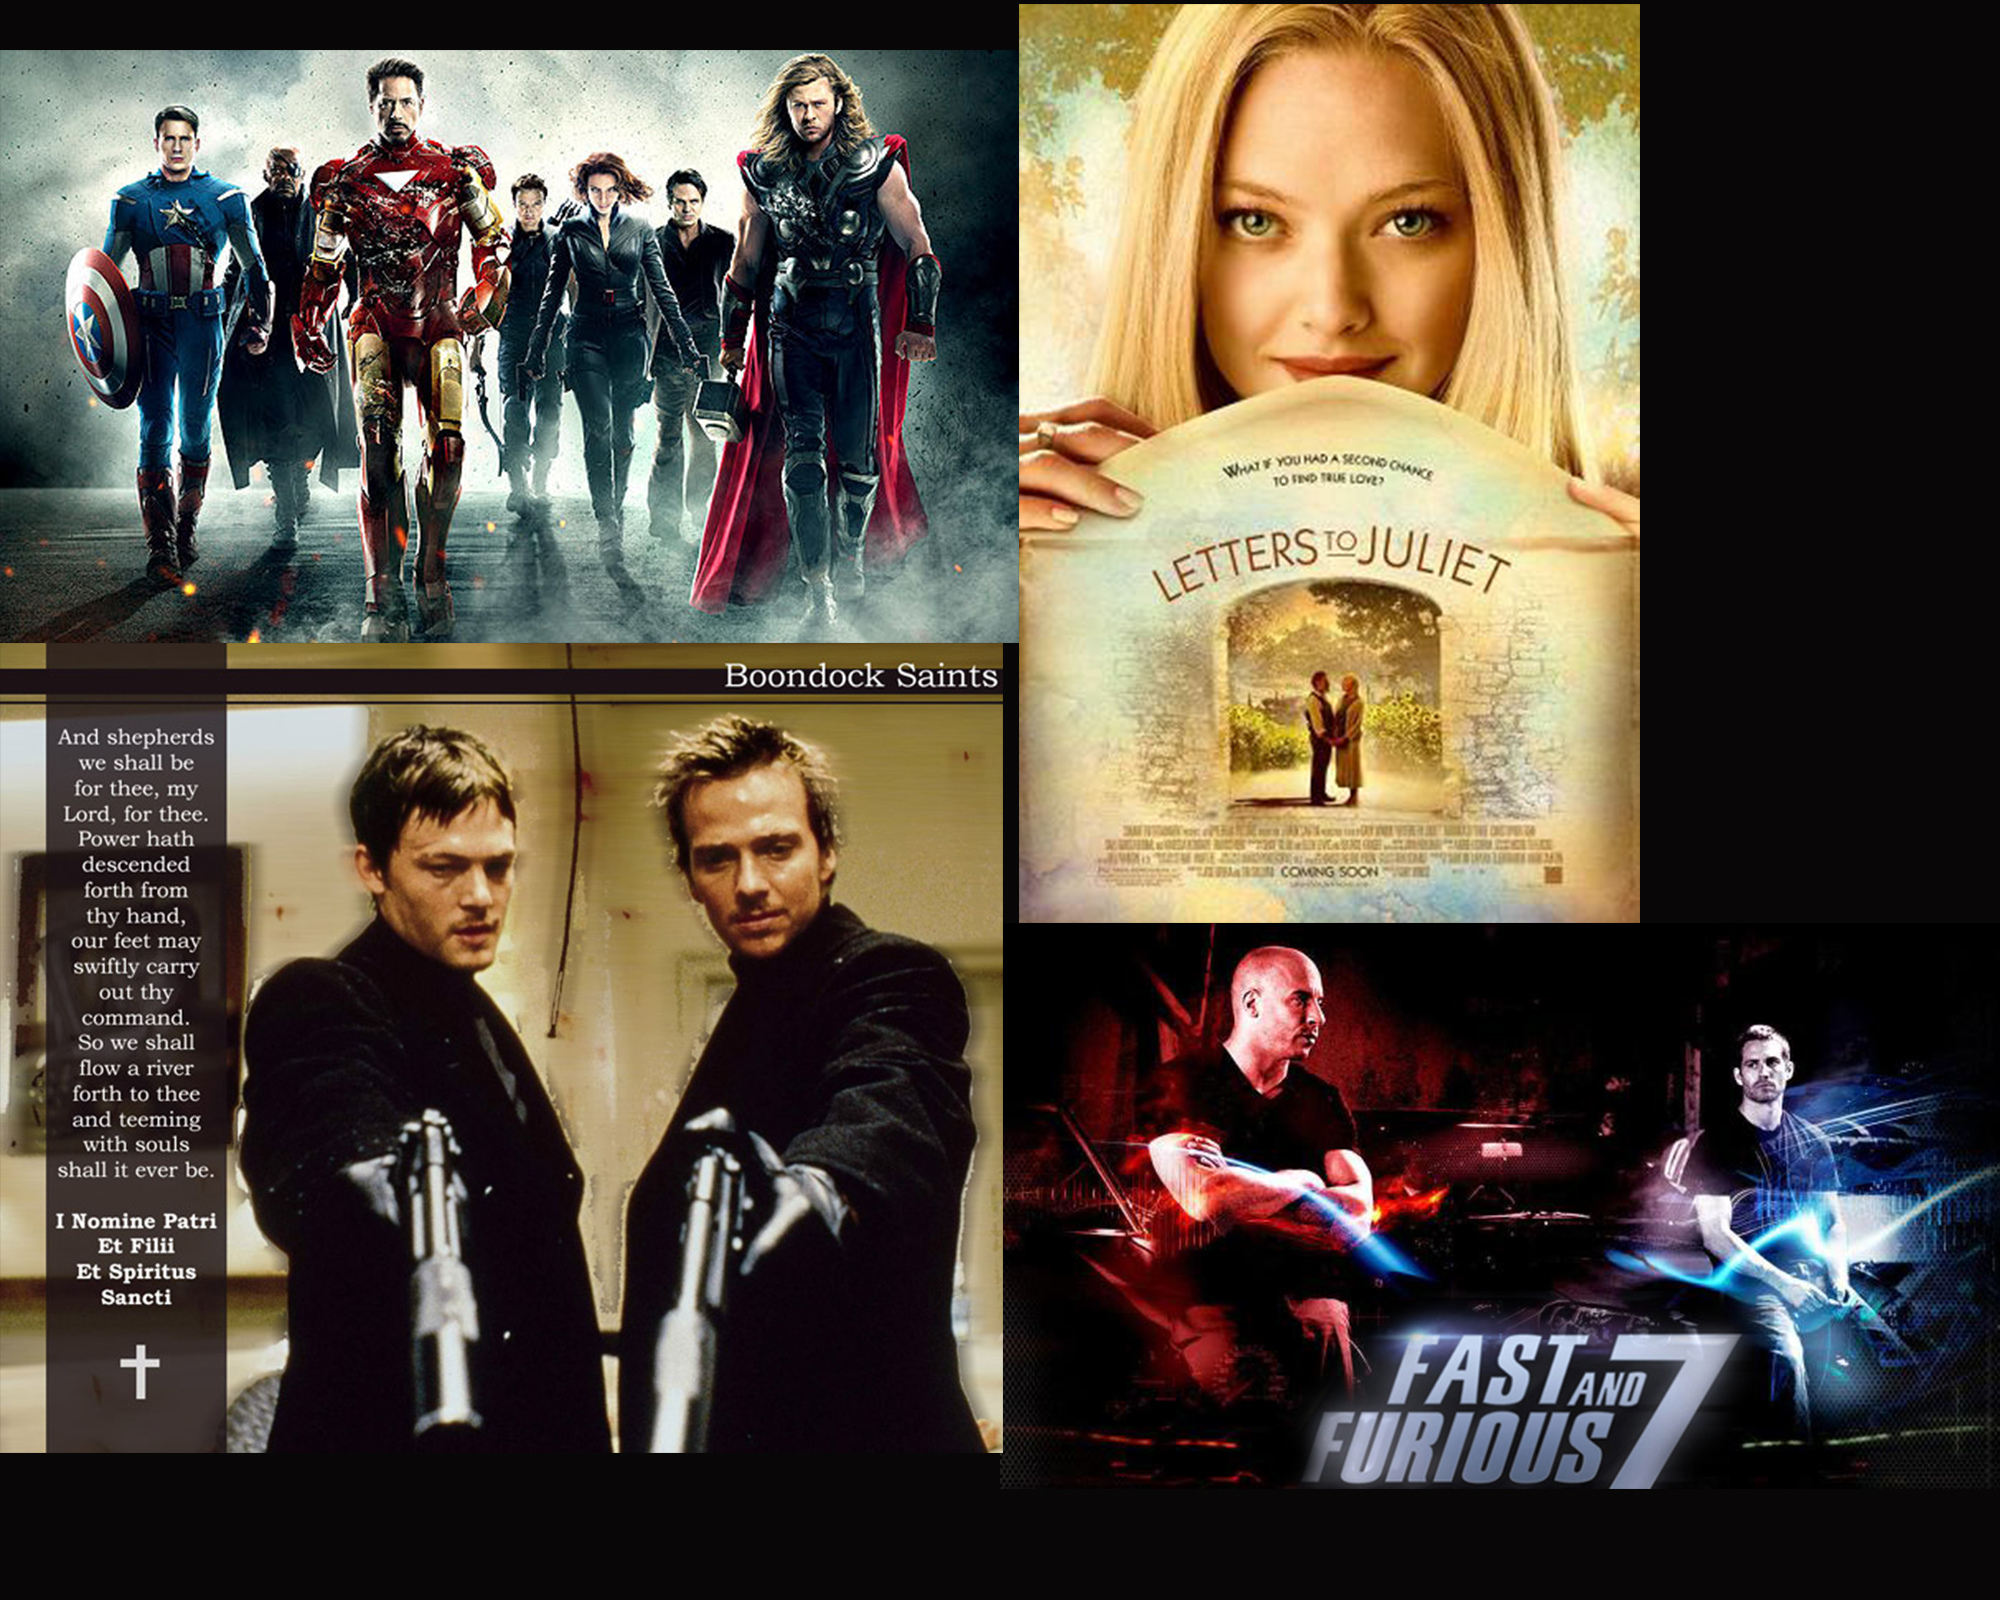 WHAT IF YOU HAD A SECOND CHANCE
TO FIND TRUE LOVE?
LETTERS TO JULIET
COMING SOON
Boondock Saints
And shepherds
we shall be
for thee, my
Lord, for thee.
Power hath
descended
forth from
thy hand,
our feet may
swiftly carry
out thy
command.
So we shall
flow a river
forth to thee
and teeming
with souls
shall it ever be.
I Nomine Patri
Et Filii
Et Spiritus
Sancti
FAST AND
FURIOUS 7